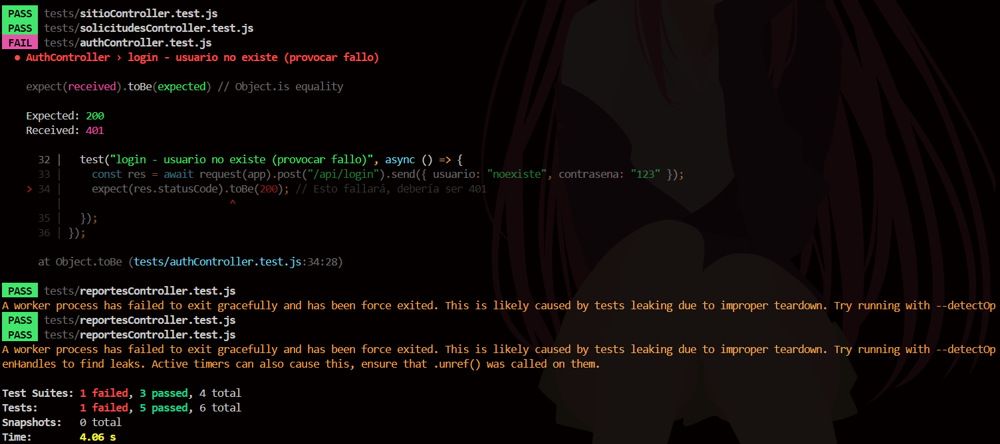 PASS tests/sitioController.test.js
PASS tests/solicitudesController.test.js
FAIL tests/authController.test.js
● AuthController › login - usuario no existe (provocar fallo)
expect(received).toBe(expected) // Object.is equality
Expected: 200
Received: 401
32 |   test("login - usuario no existe (provocar fallo)", async () => {
33 |     const res = await request(app).post("/api/login").send({ usuario: "noexiste", contrasena: "123" });
> 34 |     expect(res.statusCode).toBe(200); // Esto fallará, debería ser 401
|                            ^
35 |   });
36 | });
at Object.toBe (tests/authController.test.js:34:28)
PASS tests/reportesController.test.js
A worker process has failed to exit gracefully and has been force exited. This is likely caused by tests leaking due to improper teardown. Try running with --detectOp
PASS tests/reportesController.test.js
PASS tests/reportesController.test.js
A worker process has failed to exit gracefully and has been force exited. This is likely caused by tests leaking due to improper teardown. Try running with --detectOp
enHandles to find leaks. Active timers can also cause this, ensure that .unref() was called on them.
Test Suites: 1 failed, 3 passed, 4 total
Tests:       1 failed, 5 passed, 6 total
Snapshots:   0 total
Time:        4.06 s